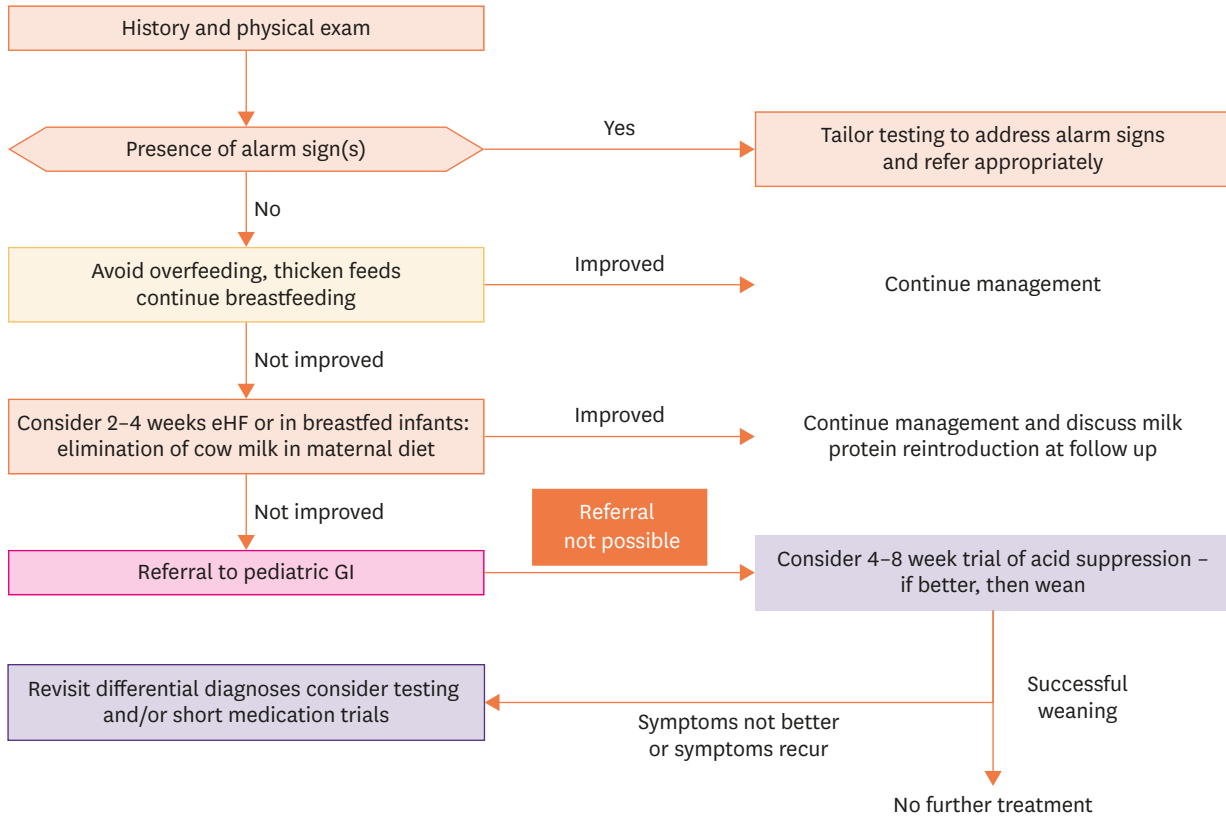 History and physical exam
Presence of alarm sign(s)
Yes
Tailor testing to address alarm signs
and refer appropriately
No
Avoid overfeeding, thicken feeds
continue breastfeeding
Improved
Continue management
Not improved
Consider 2–4 weeks eHF or in breastfed infants:
elimination of cow milk in maternal diet
Improved
Continue management and discuss milk
protein reintroduction at follow up
Not improved
Referral to pediatric GI
Referral
not possible
Consider 4–8 week trial of acid suppression –
if better, then wean
Revisit differential diagnoses consider testing
and/or short medication trials
Symptoms not better
or symptoms recur
Successful
weaning
No further treatment